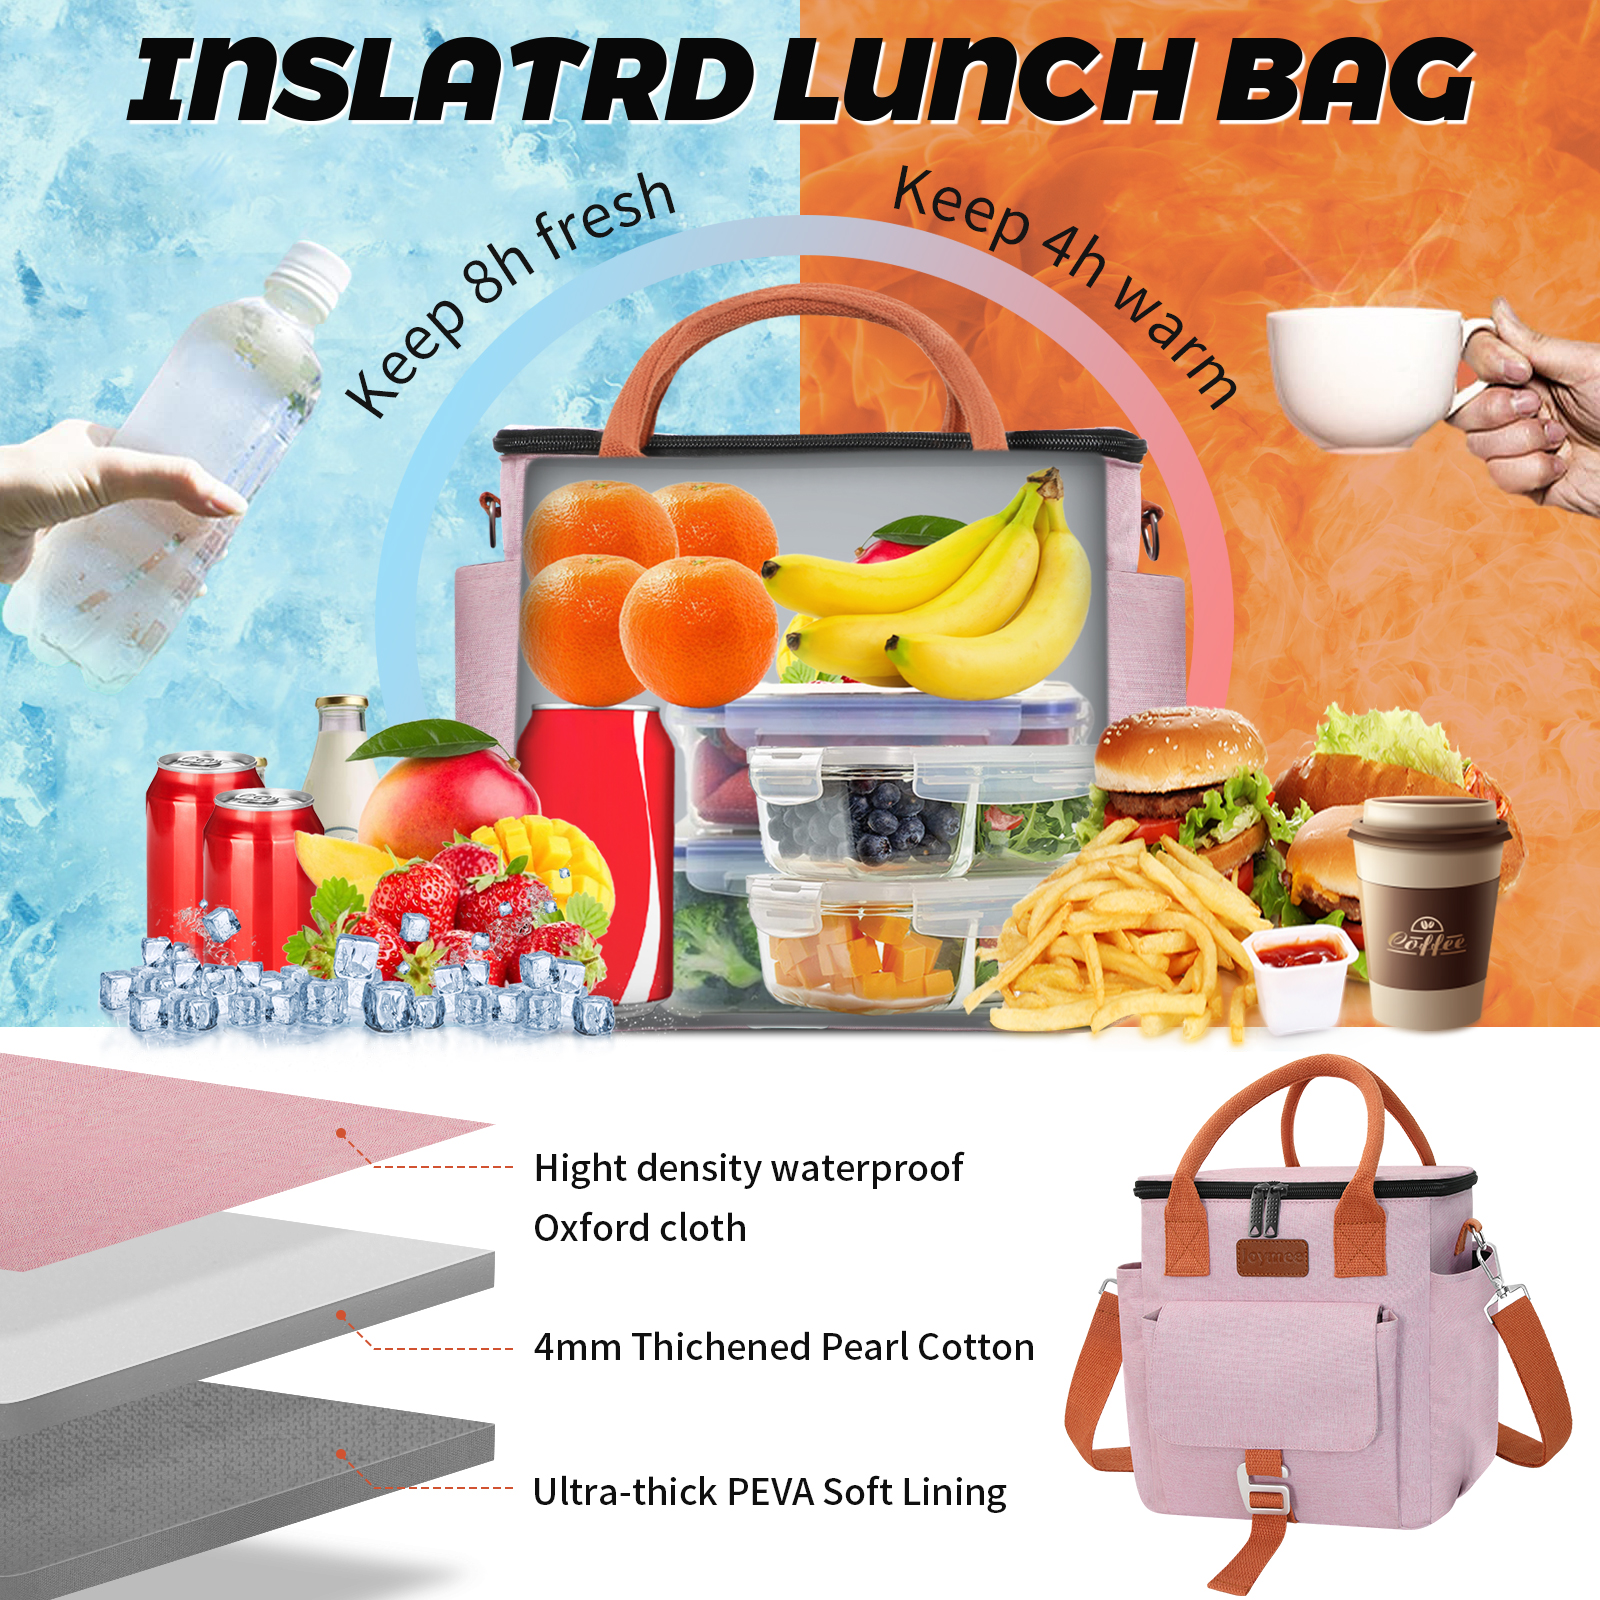 INSLATRD LUNCH BAG
Keep 8h fresh
Keep 4h warm
Coffee
Hight density waterproof
Oxford cloth
4mm Thichened Pearl Cotton
Ultra-thick PEVA Soft Lining
Joymee